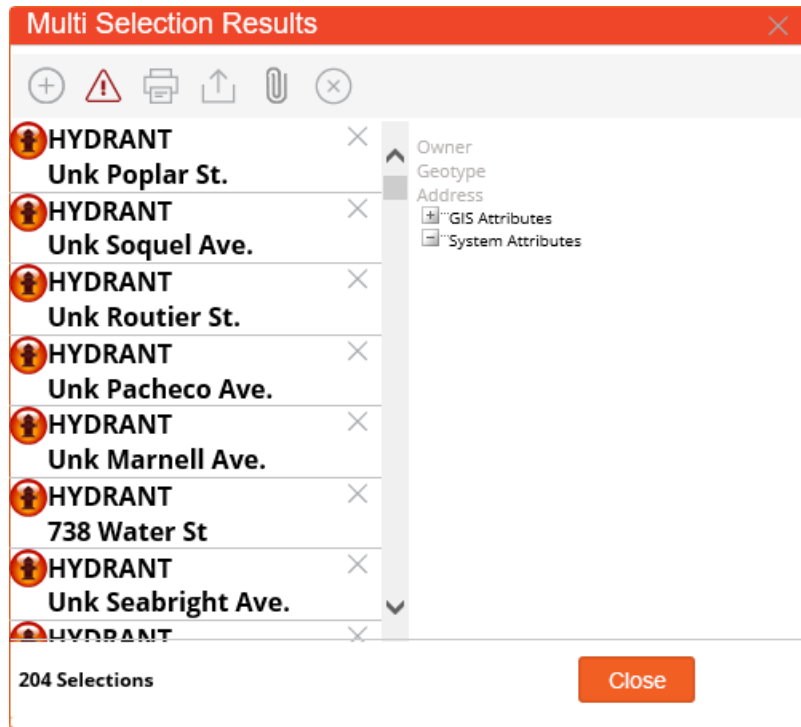 Multi Selection Results
HYDRANT
Unk Poplar St.
HYDRANT
Unk Soquel Ave.
HYDRANT
Unk Routier St.
HYDRANT
Unk Pacheco Ave.
HYDRANT
Unk Marnell Ave.
HYDRANT
738 Water St
HYDRANT
Unk Seabright Ave.
HYDRANT
Owner
Geotype
Address
GIS Attributes
System Attributes
204 Selections
Close